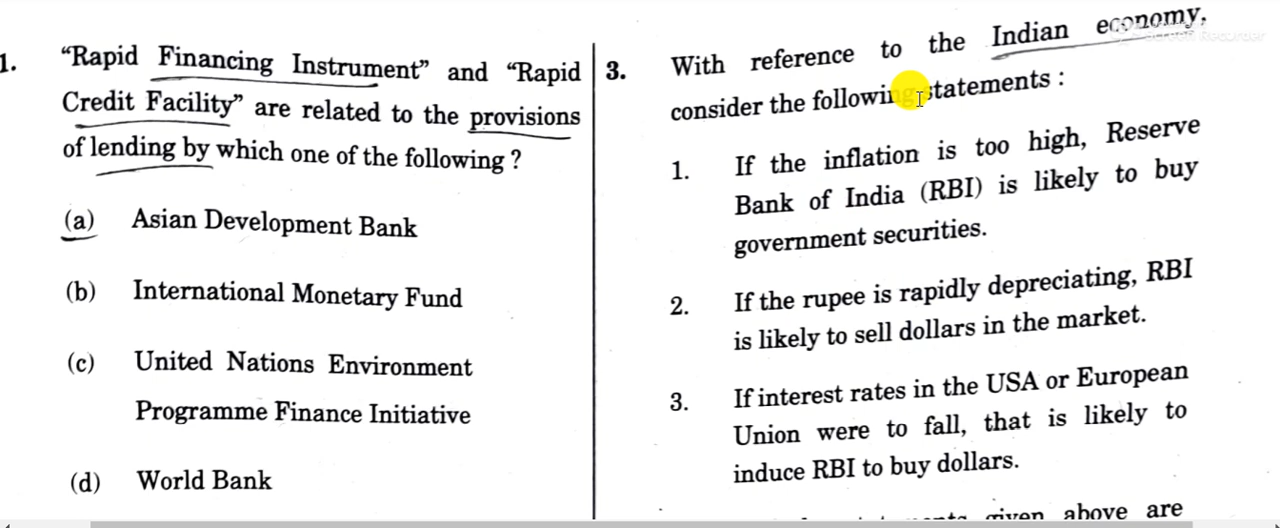 1.
“Rapid Financing Instrument” and “Rapid
Credit Facility” are related to the provisions
of lending by which one of the following ?
(a) Asian Development Bank
(b) International Monetary Fund
(c) United Nations Environment
Programme Finance Initiative
(d) World Bank
3. With reference to the Indian economy,
consider the following statements :
1. If the inflation is too high, Reserve
Bank of India (RBI) is likely to buy
government securities.
2. If the rupee is rapidly depreciating, RBI
is likely to sell dollars in the market.
3. If interest rates in the USA or European
Union were to fall, that is likely to
induce RBI to buy dollars.
given above are
Recorder